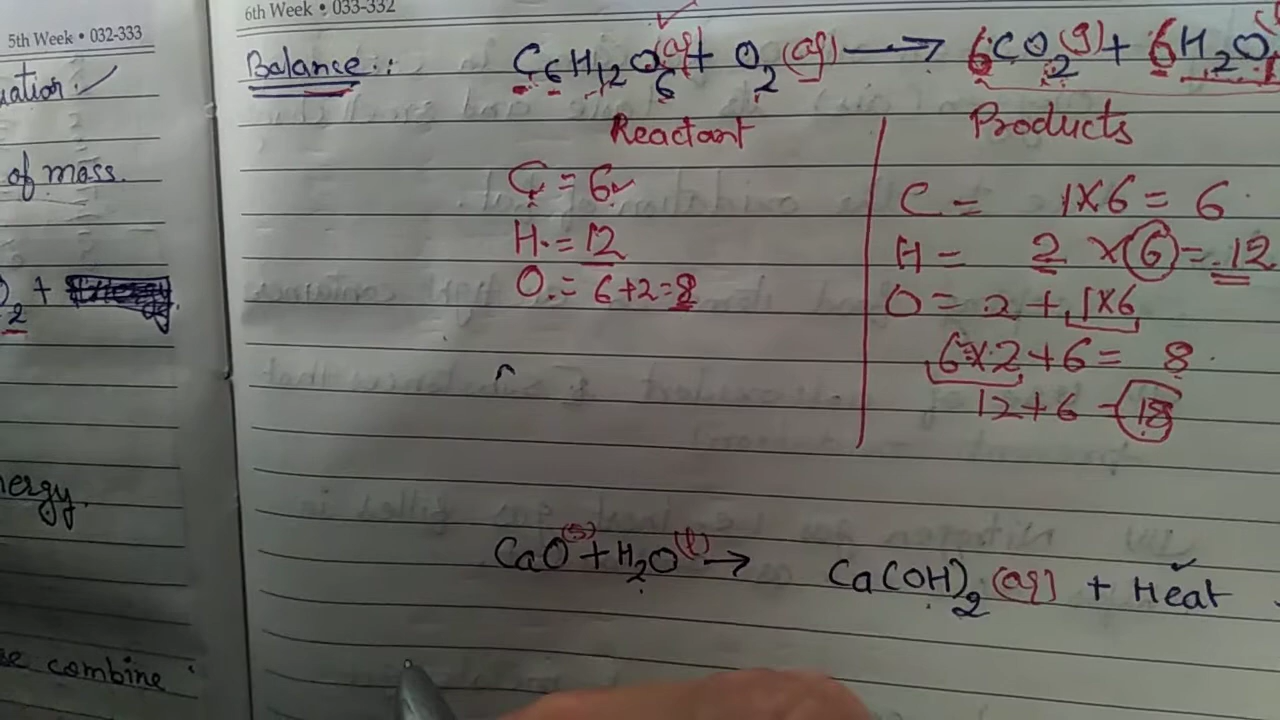 6th Week • 033-332
5th Week • 032-333
of mass.
Balance:: C6H12O6(aq) + O2(aq) → 6CO2(g) + 6H2O
Reactant
Products
C = 6
H = 12
O = 6+2=8
C = 1×6 = 6
H = 2 ×6 = 12
O = 2 + 1×6
6×2+6 = 8
12+6 - 18
CaO(s) + H2O(l) → Ca(OH)2 (aq) + Heat
combine